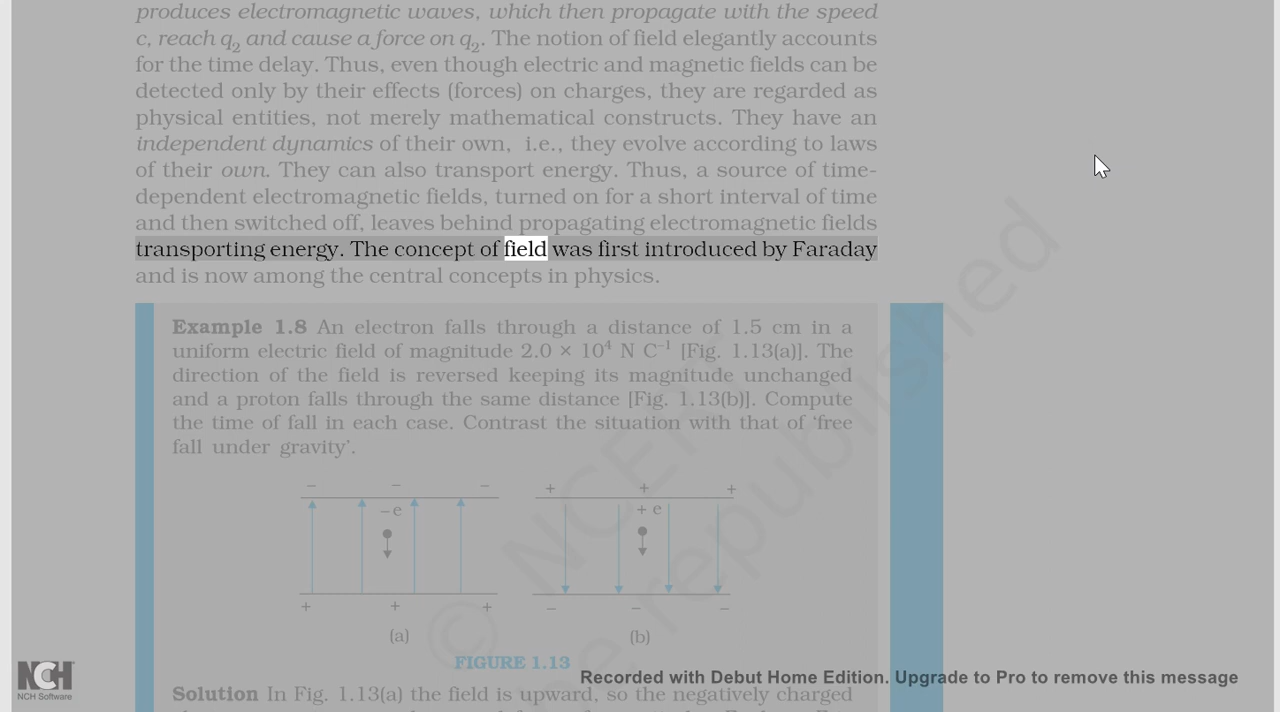 produces electromagnetic waves, which then propagate with the speed
c, reach q₂ and cause a force on q₂. The notion of field elegantly accounts
for the time delay. Thus, even though electric and magnetic fields can be
detected only by their effects (forces) on charges, they are regarded as
physical entities, not merely mathematical constructs. They have an
independent dynamics of their own, i.e., they evolve according to laws
of their own. They can also transport energy. Thus, a source of time-
dependent electromagnetic fields, turned on for a short interval of time
and then switched off, leaves behind propagating electromagnetic fields
transporting energy. The concept of field was first introduced by Faraday
and is now among the central concepts in physics.
Example 1.8 An electron falls through a distance of 1.5 cm in a
uniform electric field of magnitude 2.0 × 10⁴ N C⁻¹ [Fig. 1.13(a)]. The
direction of the field is reversed keeping its magnitude unchanged
and a proton falls through the same distance [Fig. 1.13(b)]. Compute
the time of fall in each case. Contrast the situation with that of ‘free
fall under gravity’.
– – – + + +
– e + e
+ + + – – –
(a) (b)
FIGURE 1.13
Solution In Fig. 1.13(a) the field is upward, so the negatively charged
© NCERT
be republished
NCH
NCH Software
Recorded with Debut Home Edition. Upgrade to Pro to remove this message